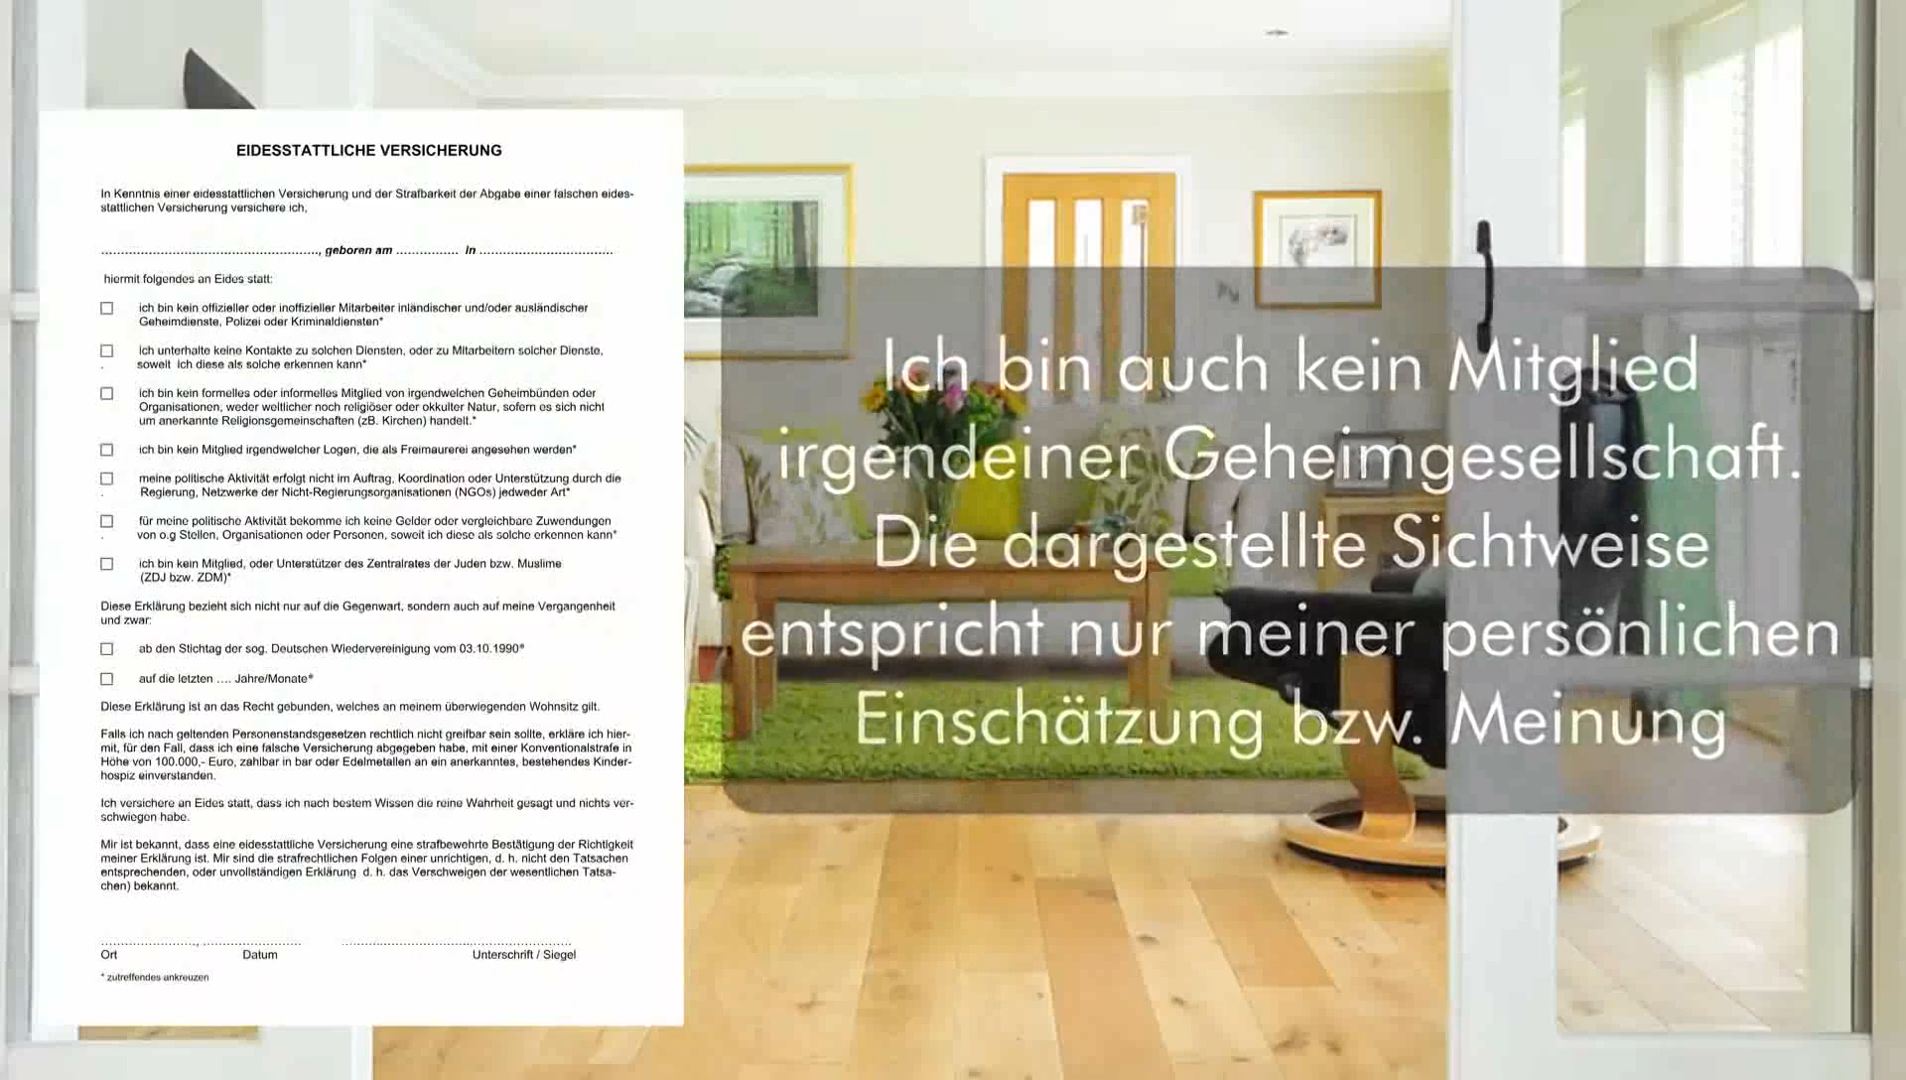 EIDESSTATTLICHE VERSICHERUNG
In Kenntnis einer eidesstattlichen Versicherung und der Strafbarkeit der Abgabe einer falschen eides-
stattlichen Versicherung versichere ich,
...................................................................., geboren am ................ in ..................................
hiermit folgendes an Eides statt:
ich bin kein offizieller oder inoffizieller Mitarbeiter inländischer und/oder ausländischer
Geheimdienste, Polizei oder Kriminaldiensten*
ich unterhalte keine Kontakte zu solchen Diensten, oder zu Mitarbeitern solcher Dienste,
soweit ich diese als solche erkennen kann*
ich bin kein formelles oder informelles Mitglied von irgendwelchen Geheimbünden oder
Organisationen, weder weltlicher noch religiöser oder okkulter Natur, sofern es sich nicht
um anerkannte Religionsgemeinschaften (zB. Kirchen) handelt.*
ich bin kein Mitglied irgendwelcher Logen, die als Freimaurerei angesehen werden*
meine politische Aktivität erfolgt nicht im Auftrag, Koordination oder Unterstützung durch die
Regierung, Netzwerke der Nicht-Regierungsorganisationen (NGOs) jedweder Art*
für meine politische Aktivität bekomme ich keine Gelder oder vergleichbare Zuwendungen
von o.g Stellen, Organisationen oder Personen, soweit ich diese als solche erkennen kann*
ich bin kein Mitglied, oder Unterstützer des Zentralrates der Juden bzw. Muslime
(ZDJ bzw. ZDM)*
Diese Erklärung bezieht sich nicht nur auf die Gegenwart, sondern auch auf meine Vergangenheit
und zwar:
ab den Stichtag der sog. Deutschen Wiedervereinigung vom 03.10.1990*
auf die letzten .... Jahre/Monate*
Diese Erklärung ist an das Recht gebunden, welches an meinem überwiegenden Wohnsitz gilt.
Falls ich nach geltenden Personenstandsgesetzen rechtlich nicht greifbar sein sollte, erkläre ich hier-
mit, für den Fall, dass ich eine falsche Versicherung abgegeben habe, mit einer Konventionalstrafe in
Höhe von 100.000,- Euro, zahlbar in bar oder Edelmetallen an ein anerkanntes, bestehendes Kinder-
hospiz einverstanden.
Ich versichere an Eides statt, dass ich nach bestem Wissen die reine Wahrheit gesagt und nichts ver-
schwiegen habe.
Mir ist bekannt, dass eine eidesstattliche Versicherung eine strafbewehrte Bestätigung der Richtigkeit
meiner Erklärung ist. Mir sind die strafrechtlichen Folgen einer unrichtigen, d. h. nicht den Tatsachen
entsprechenden, oder unvollständigen Erklärung d. h. das Verschweigen der wesentlichen Tatsa-
chen) bekannt.
........................., ......................... ...........................................................
Ort Datum Unterschrift / Siegel
* zutreffendes ankreuzen
Ich bin auch kein Mitglied
irgendeiner Geheimgesellschaft.
Die dargestellte Sichtweise
entspricht nur meiner persönlichen
Einschätzung bzw. Meinung